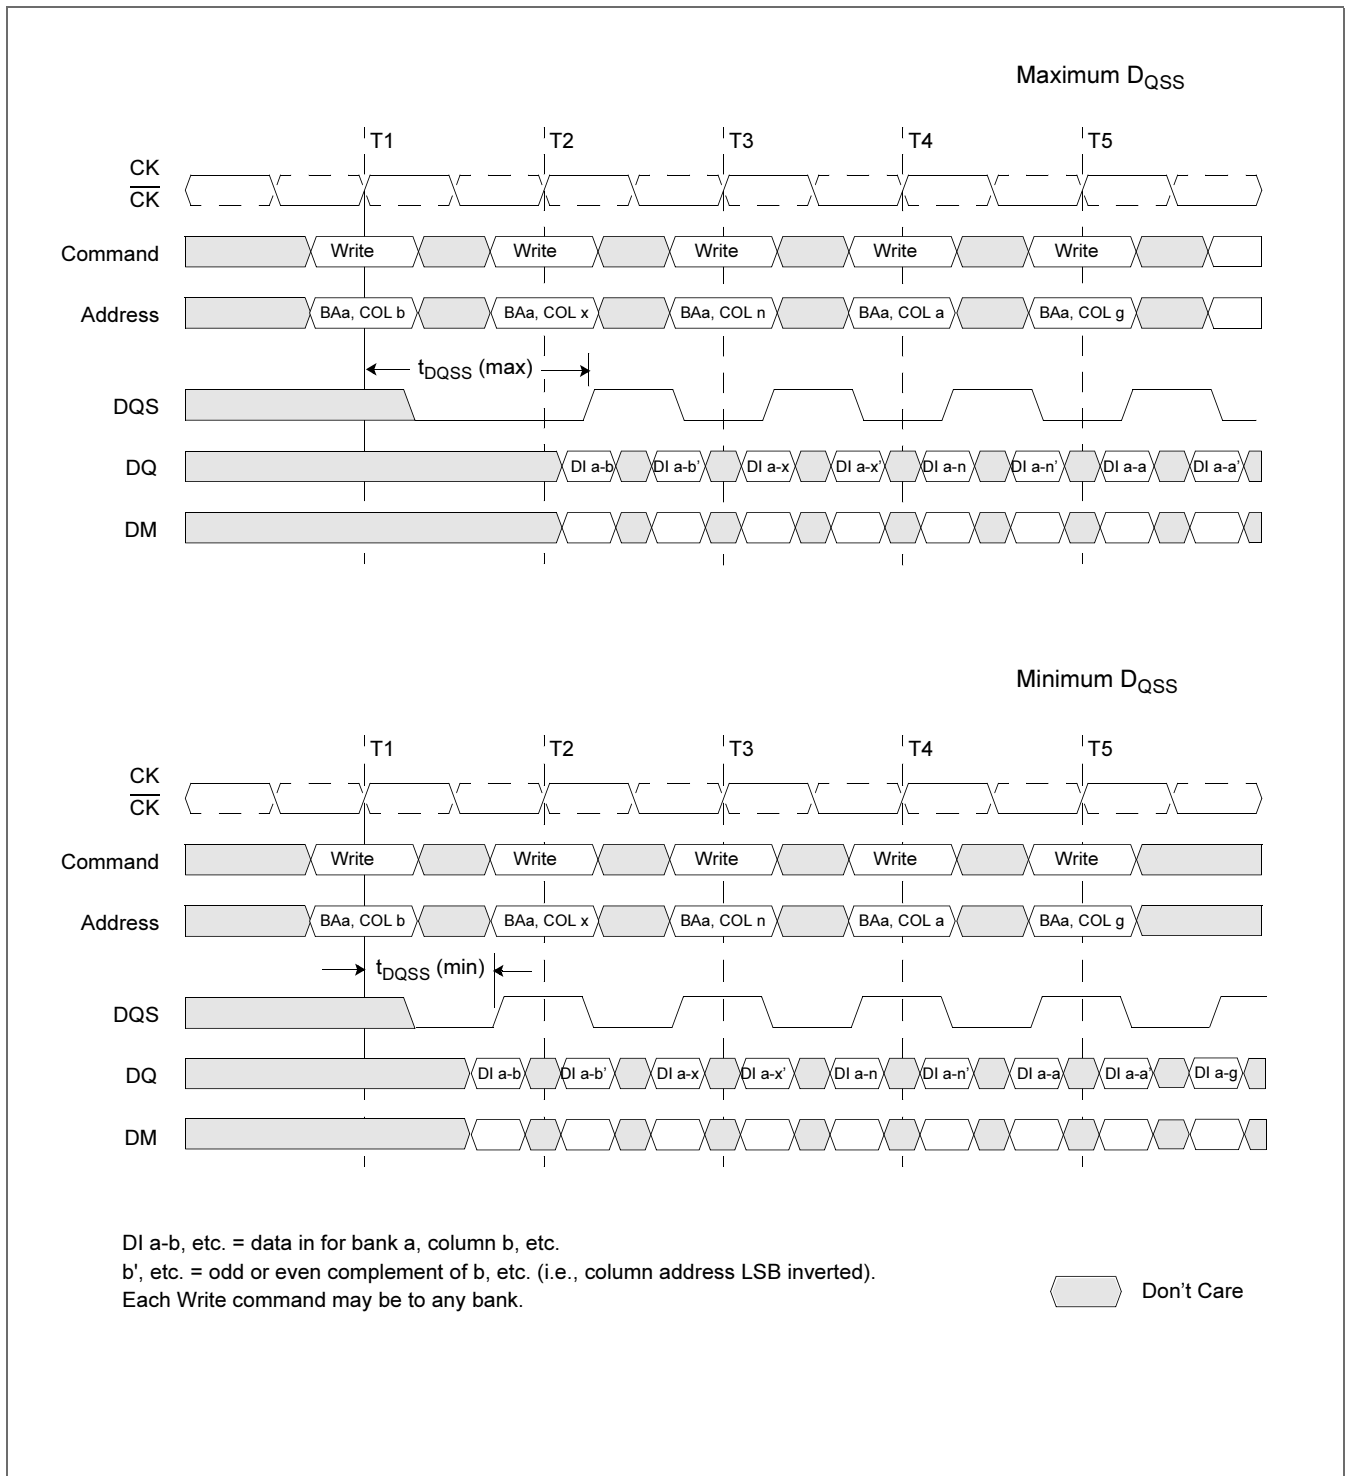 Maximum DQSS
T1 T2 T3 T4 T5
CK
CK
Command Write Write Write Write Write
Address BAa, COL b BAa, COL x BAa, COL n BAa, COL a BAa, COL g
tDQSS (max)
DQS
DQ DI a-b DI a-b’ DI a-x DI a-x’ DI a-n DI a-n’ DI a-a DI a-a’
DM
Minimum DQSS
T1 T2 T3 T4 T5
CK
CK
Command Write Write Write Write Write
Address BAa, COL b BAa, COL x BAa, COL n BAa, COL a BAa, COL g
tDQSS (min)
DQS
DQ DI a-b DI a-b’ DI a-x DI a-x’ DI a-n DI a-n’ DI a-a DI a-a’ DI a-g
DM
DI a-b, etc. = data in for bank a, column b, etc.
b', etc. = odd or even complement of b, etc. (i.e., column address LSB inverted).
Each Write command may be to any bank.
Don't Care